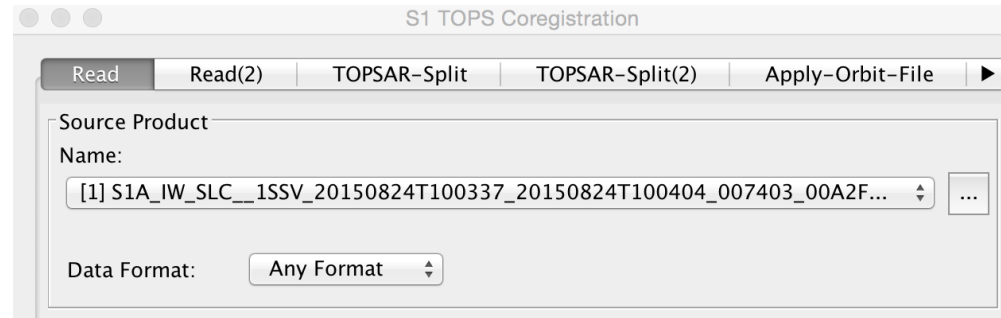 S1 TOPS Coregistration
Read Read(2) TOPSAR-Split TOPSAR-Split(2) Apply-Orbit-File
Source Product
Name:
[1] S1A_IW_SLC__1SSV_20150824T100337_20150824T100404_007403_00A2F... ...
Data Format: Any Format